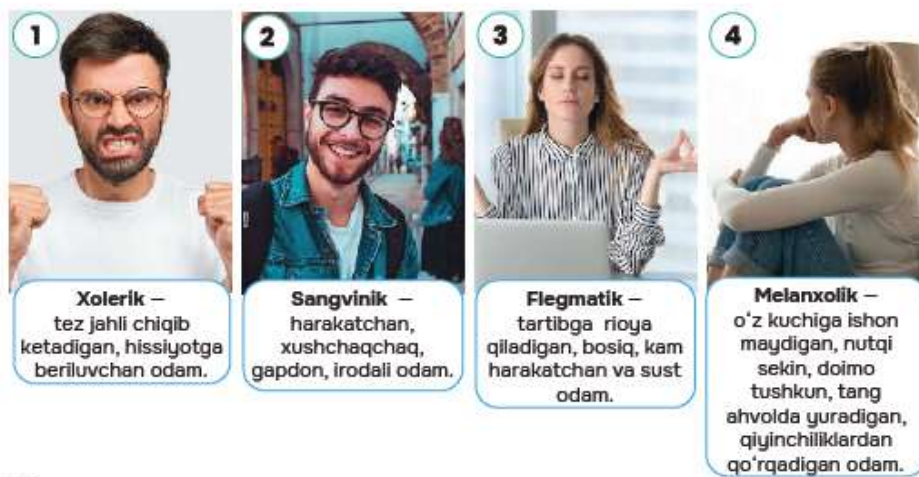 1
Xolerik —
tez jahli chiqib
ketadigan, hissiyotga
beriluvchan odam.
2
Sangvinik —
harakatchan,
xushchaqchaq,
gapdon, irodali odam.
3
Flegmatik —
tartibga rioya
qiladigan, bosiq, kam
harakatchan va sust
odam.
4
Melanxolik —
o‘z kuchiga ishon
maydigan, nutqi
sekin, doimo
tushkun, tang
ahvolda yuradigan,
qiyinchiliklardan
qo‘rqadigan odam.